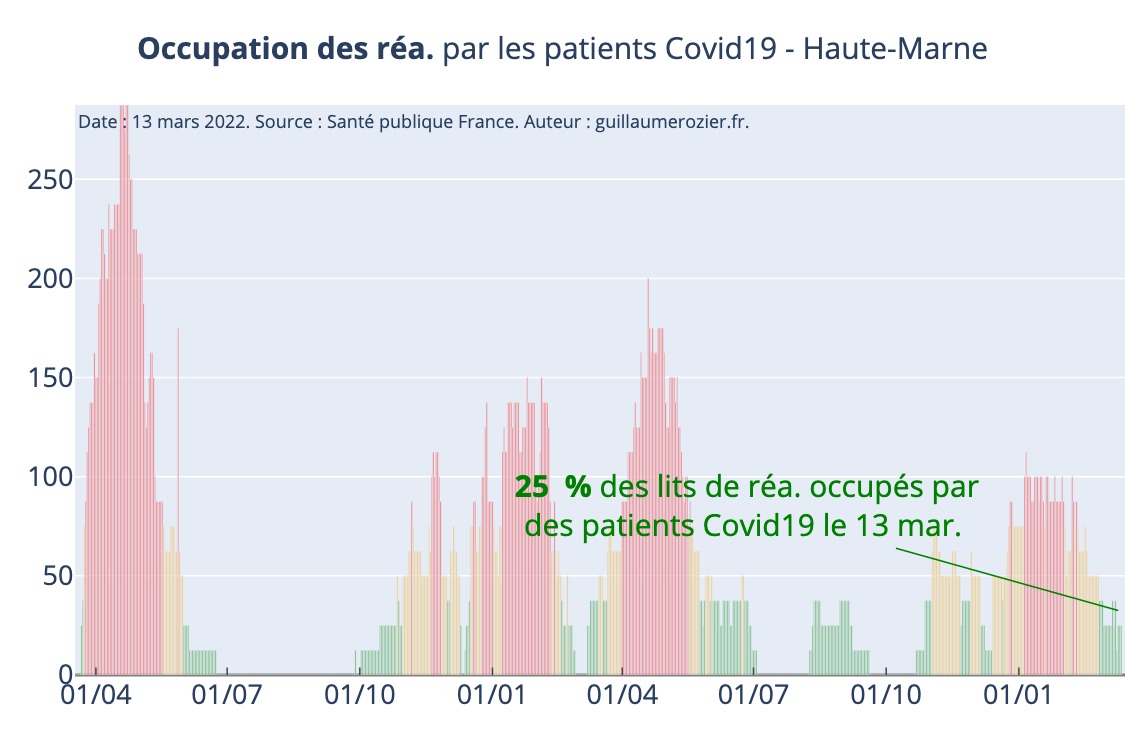 Occupation des réa. par les patients Covid19 - Haute-Marne
Date : 13 mars 2022. Source : Santé publique France. Auteur : guillaumerozier.fr.
250
200
150
100
50
0
25 % des lits de réa. occupés par
des patients Covid19 le 13 mar.
01/04 01/07 01/10 01/01 01/04 01/07 01/10 01/01